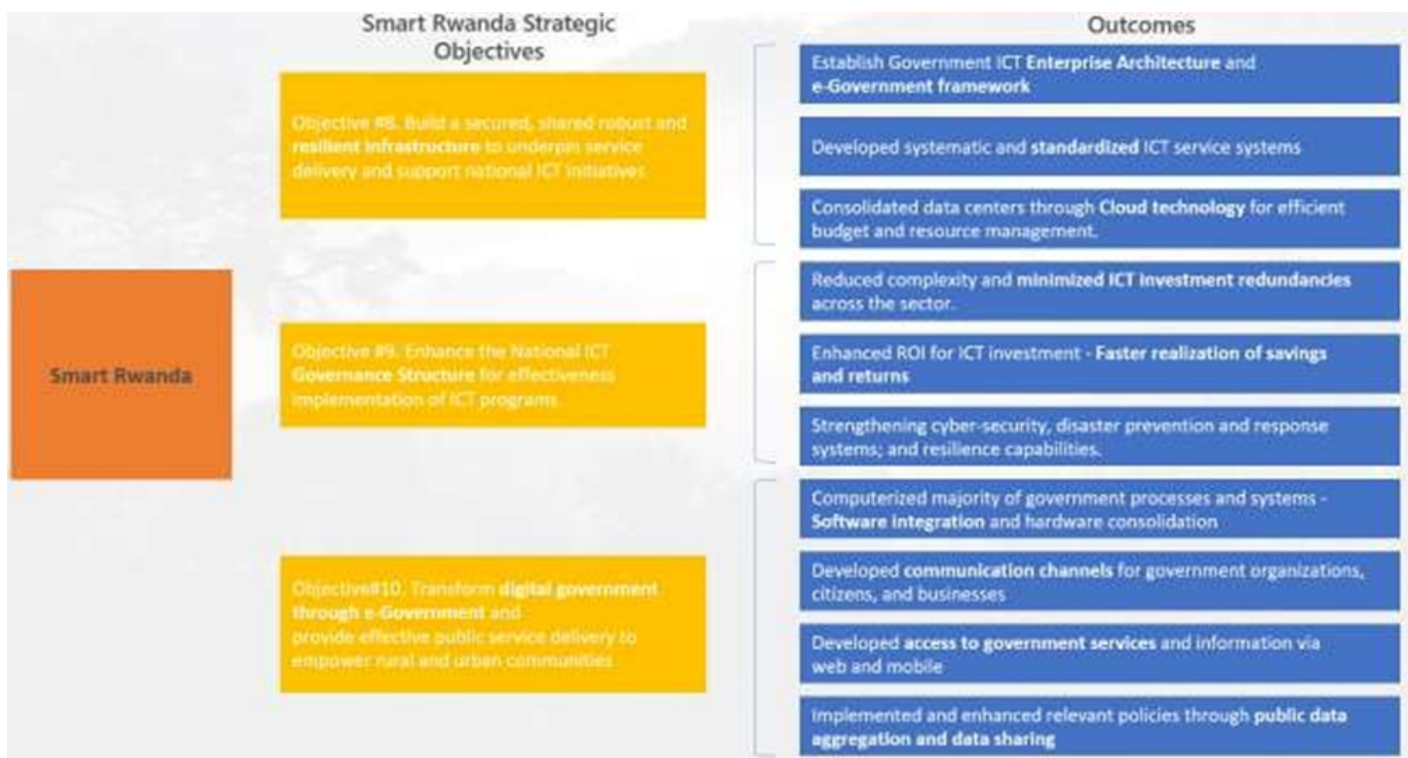 Smart Rwanda Strategic
Objectives
Outcomes
Smart Rwanda
Objective #8. Build a secured, shared robust and
resilient infrastructure to underpin service
delivery and support national ICT initiatives
Establish Government ICT Enterprise Architecture and
e-Government framework
Developed systematic and standardized ICT service systems
Consolidated data centers through Cloud technology for efficient
budget and resource management.
Objective #9. Enhance the National ICT
Governance Structure for effectiveness
implementation of ICT programs
Reduced complexity and minimized ICT investment redundancies
across the sector.
Enhanced ROI for ICT investment - Faster realization of savings
and returns
Strengthening cyber-security, disaster prevention and response
systems; and resilience capabilities.
Objective#10. Transform digital government
through e-Government and
provide effective public service delivery to
empower rural and urban communities
Computerized majority of government processes and systems -
Software integration and hardware consolidation
Developed communication channels for government organizations,
citizens, and businesses
Developed access to government services and information via
web and mobile
Implemented and enhanced relevant policies through public data
aggregation and data sharing